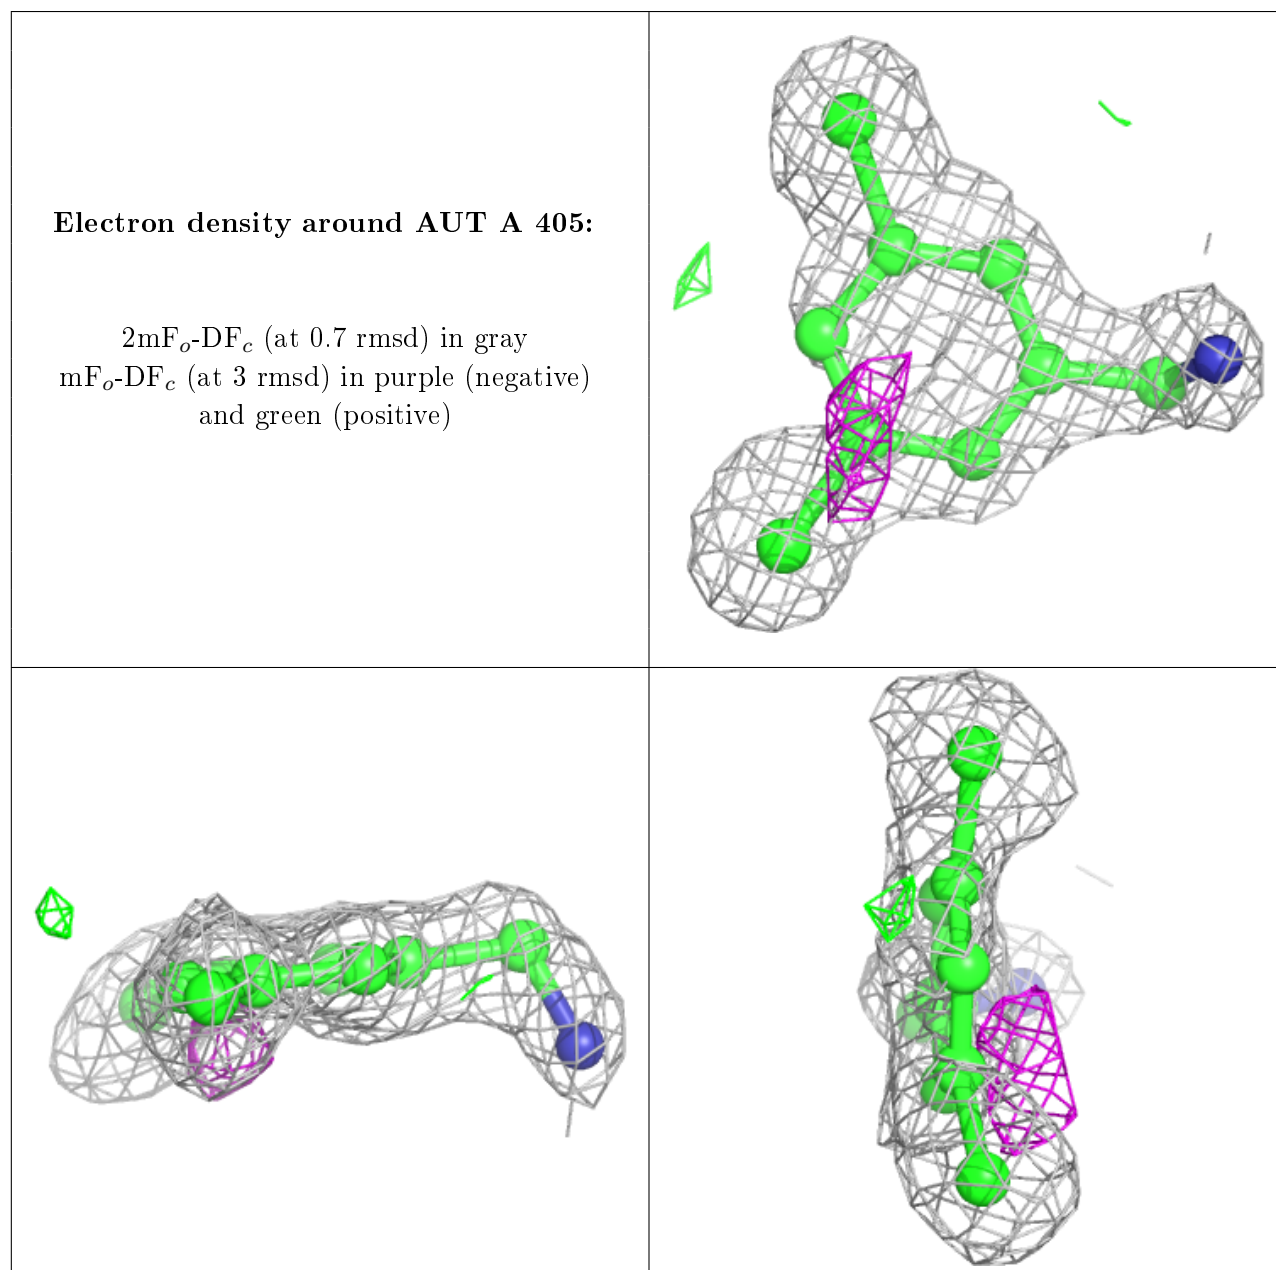 Electron density around AUT A 405:
2mFₒ-DF𝒸 (at 0.7 rmsd) in gray
mFₒ-DF𝒸 (at 3 rmsd) in purple (negative)
and green (positive)